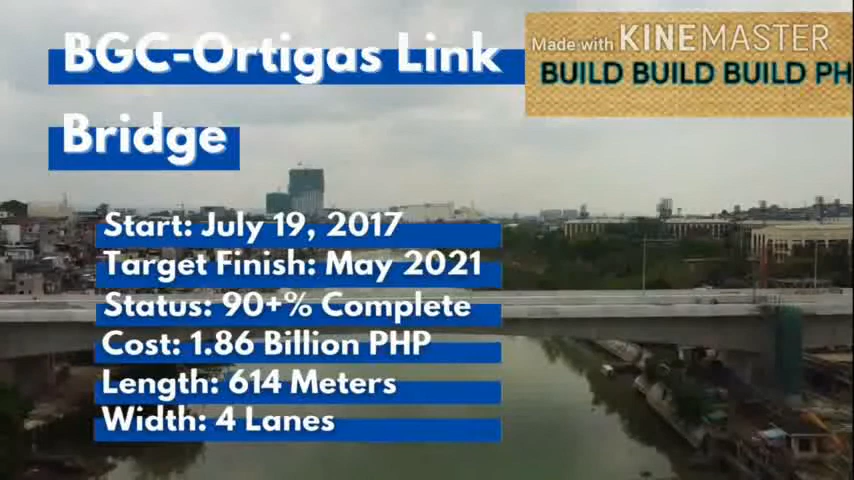 BGC-Ortigas Link
Bridge
Made with KINEMASTER
BUILD BUILD BUILD PH
Start: July 19, 2017
Target Finish: May 2021
Status: 90+% Complete
Cost: 1.86 Billion PHP
Length: 614 Meters
Width: 4 Lanes